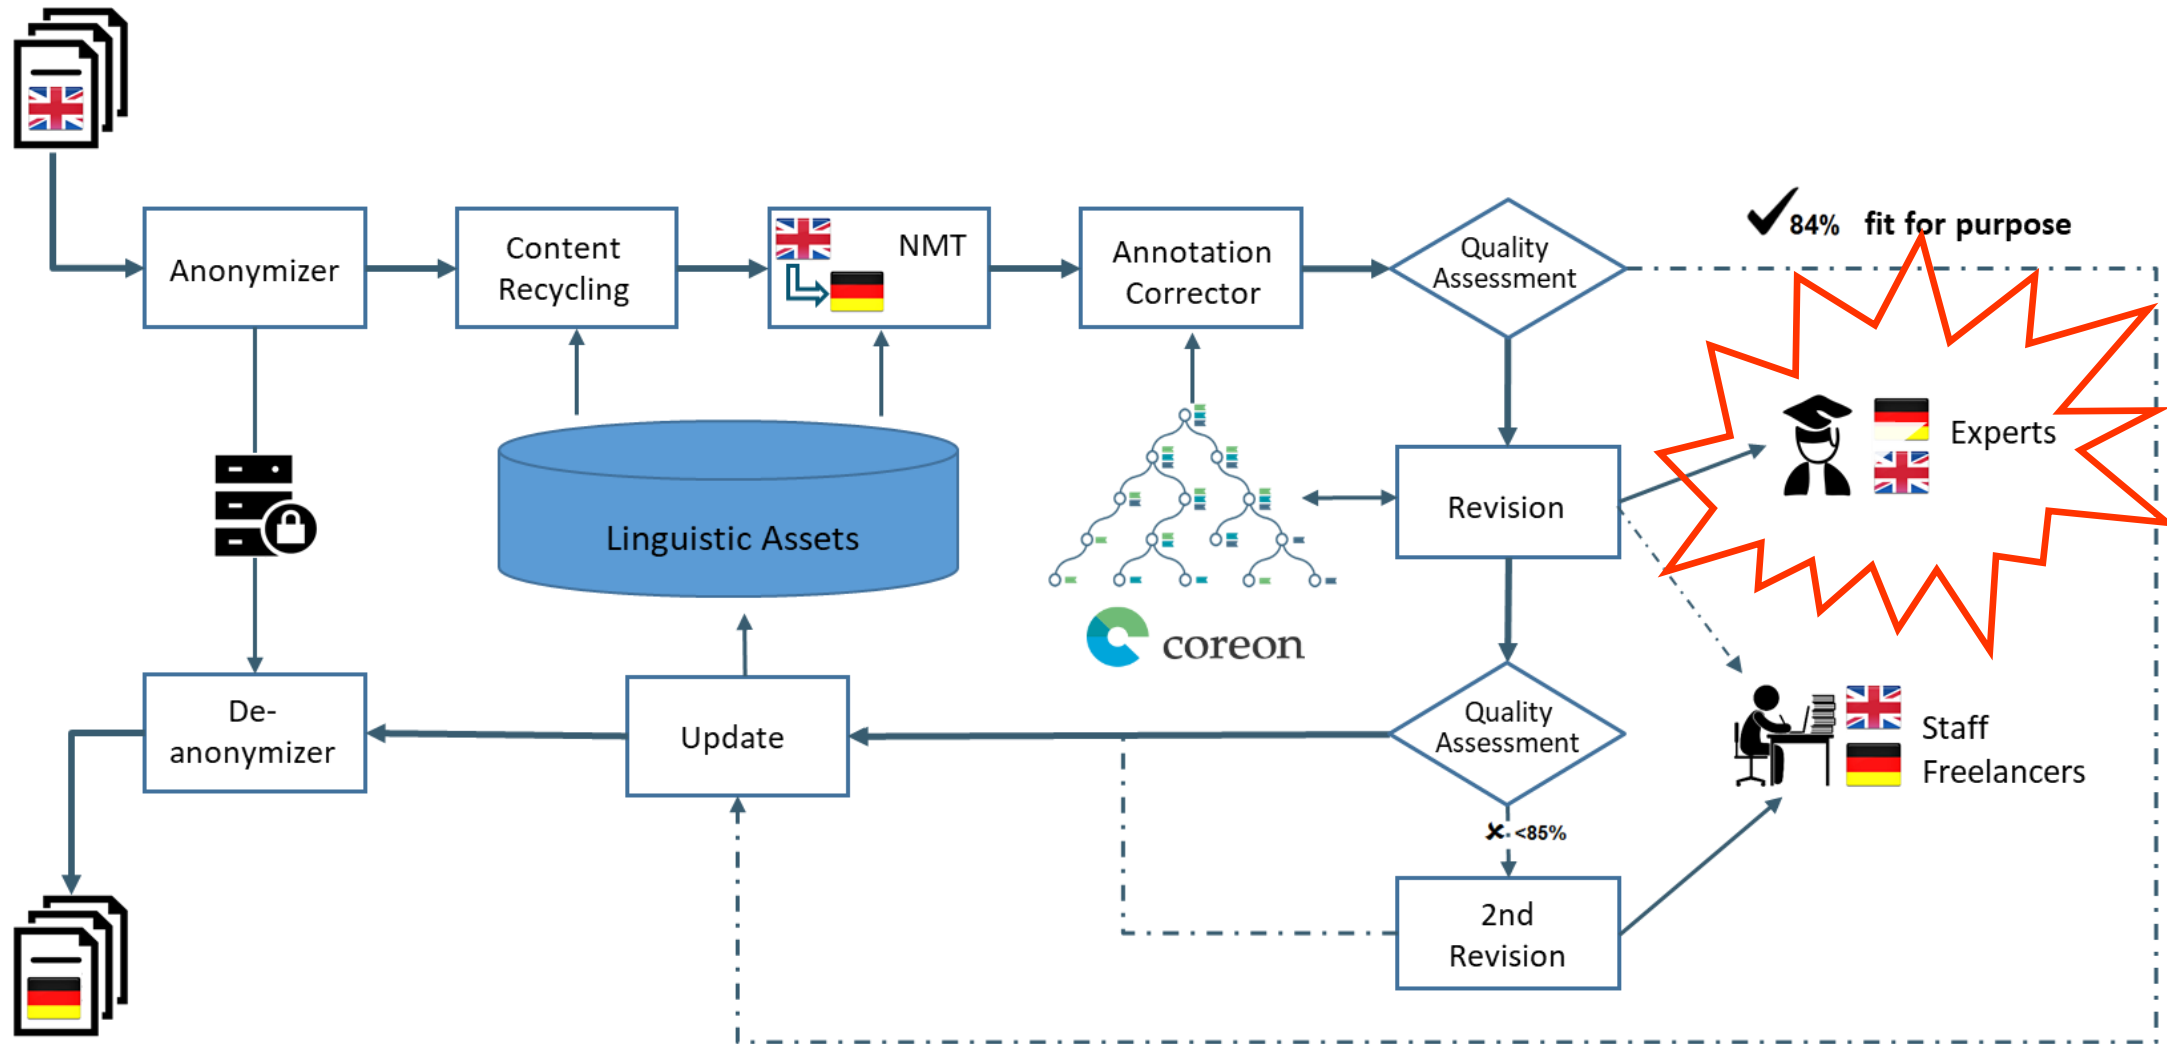 84% fit for purpose
Anonymizer
Content
Recycling
NMT
Annotation
Corrector
Quality
Assessment
Experts
Revision
Linguistic Assets
coreon
De-
anonymizer
Update
Quality
Assessment
Staff
Freelancers
<85%
2nd
Revision